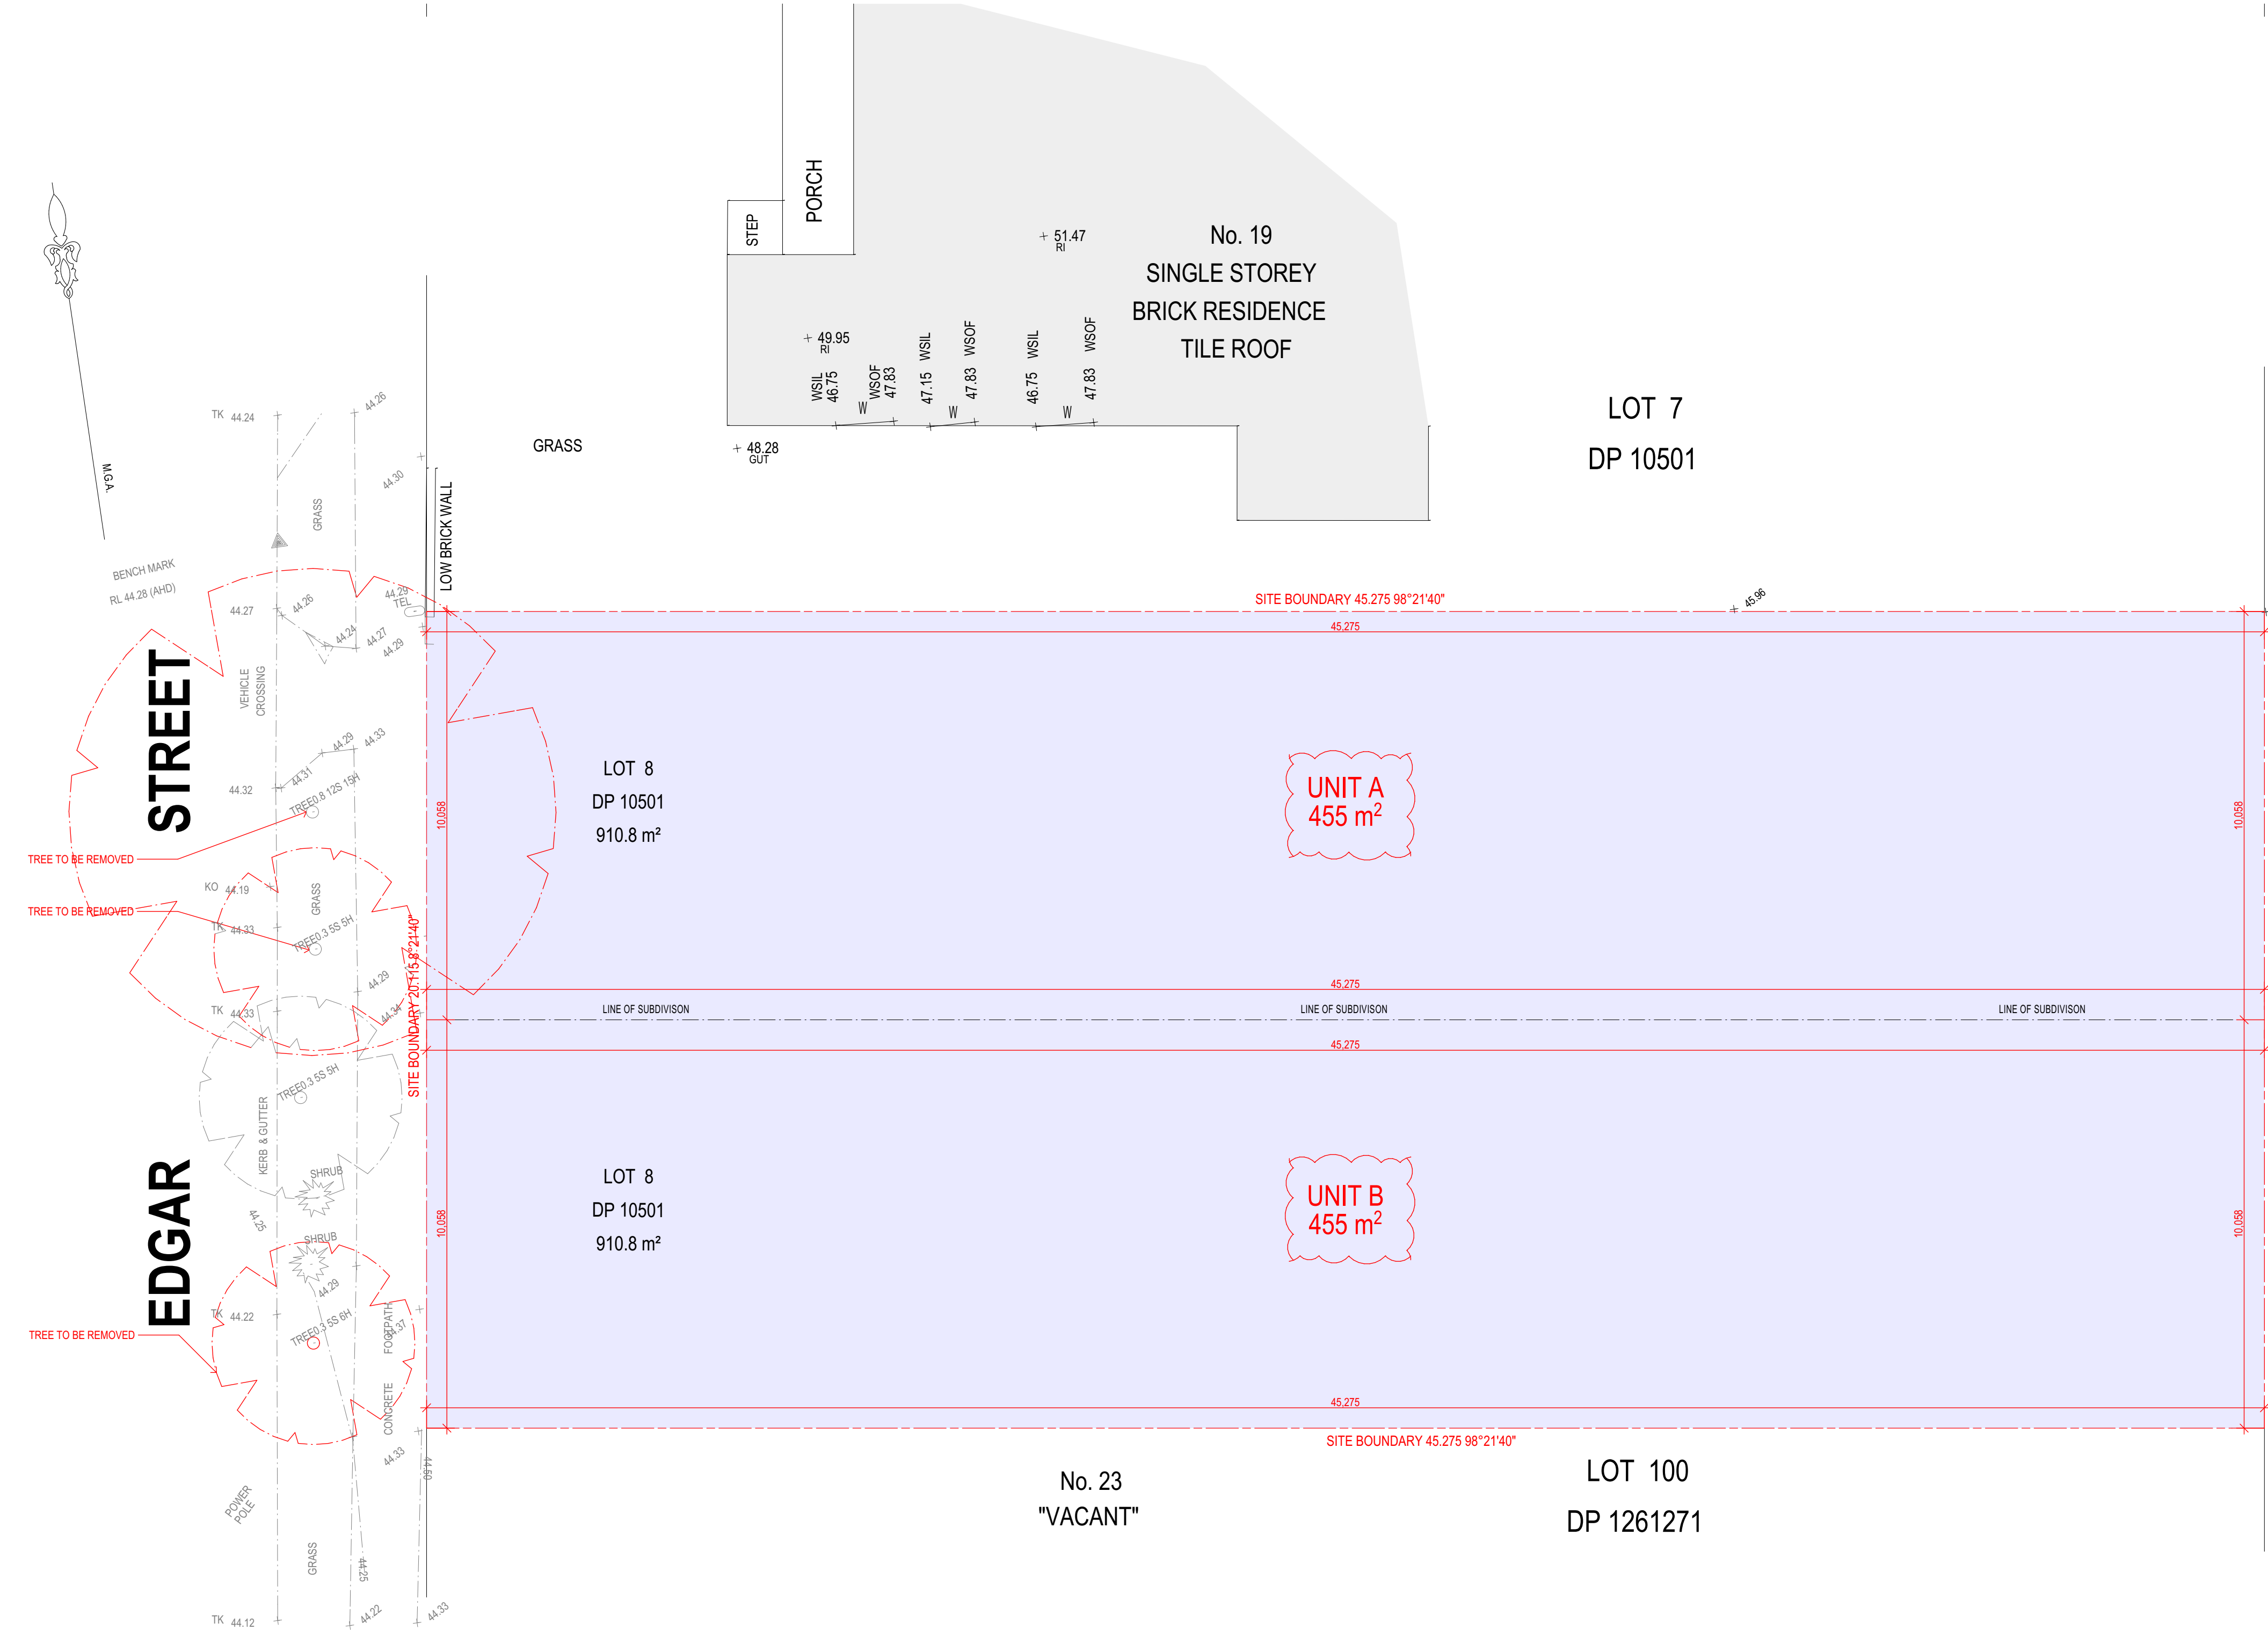 PORCH
STEP
51.47
RI
No. 19
SINGLE STOREY
BRICK RESIDENCE
TILE ROOF
49.95
RI
WSIL
46.75
WSOF
47.83
47.15 WSIL
47.83 WSOF
46.75 WSIL
47.83 WSOF
W
W
W
48.28
GUT
GRASS
LOT 7
DP 10501
M.G.A.
TK 44.24
44.26
44.30
GRASS
LOW BRICK WALL
BENCH MARK
RL 44.28 (AHD)
44.27
44.26
44.29
TEL
44.24
44.27
44.29
SITE BOUNDARY 45.275 98°21'40"
45.96
45,275
VEHICLE
CROSSING
STREET
44.29
44.33
44.31
44.32
TREE0.8 12S 15H
TREE TO BE REMOVED
10,058
LOT 8
DP 10501
910.8 m²
UNIT A
455 m2
10,058
KO 44.19
GRASS
TREE TO BE REMOVED
TK 44.33
TREE0.3 5S 5H
SITE BOUNDARY 20.115 8°21'40"
44.29
45,275
TK 44.33
44.34
LINE OF SUBDIVISON
LINE OF SUBDIVISON
LINE OF SUBDIVISON
45,275
TREE0.3 5S 5H
KERB & GUTTER
SHRUB
EDGAR
44.25
SHRUB
44.29
LOT 8
DP 10501
910.8 m²
UNIT B
455 m2
10,058
10,058
TK 44.22
TREE0.3 5S 6H
TREE TO BE REMOVED
CONCRETE FOOTPATH
44.37
45,275
SITE BOUNDARY 45.275 98°21'40"
44.33
44.50
No. 23
"VACANT"
LOT 100
DP 1261271
POWER
POLE
GRASS
44.25
TK 44.12
44.22
44.33